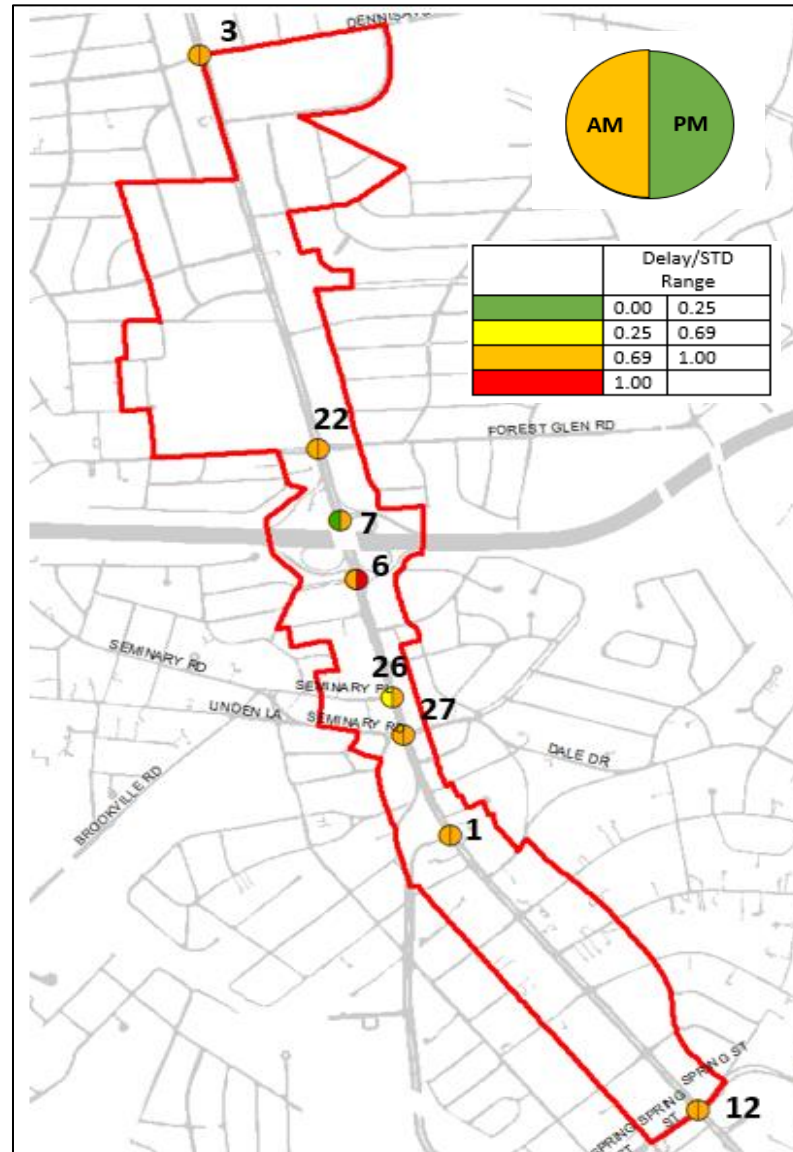 3
DENNIS AV
AM
PM
Delay/STD
Range
0.00 0.25
0.25 0.69
0.69 1.00
1.00
22
FOREST GLEN RD
7
6
SEMINARY RD
26
SEMINARY RD
27
LINDEN LA
SEMINARY RD
DALE DR
BROOKVILLE RD
1
SPRING ST
SPRING
SPRING
ST
12